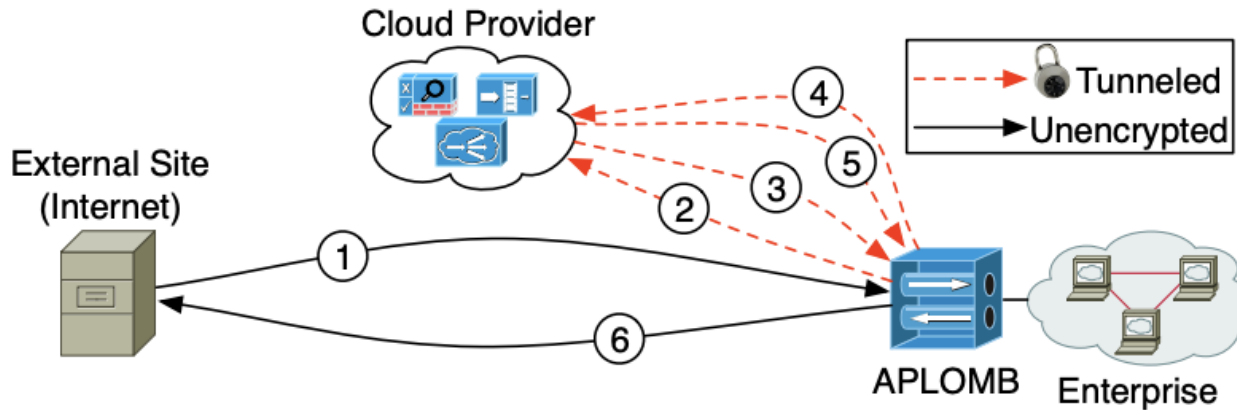 Cloud Provider
Tunneled
Unencrypted
External Site
(Internet)
4
5
3
2
1
6
APLOMB
Enterprise
X
✓